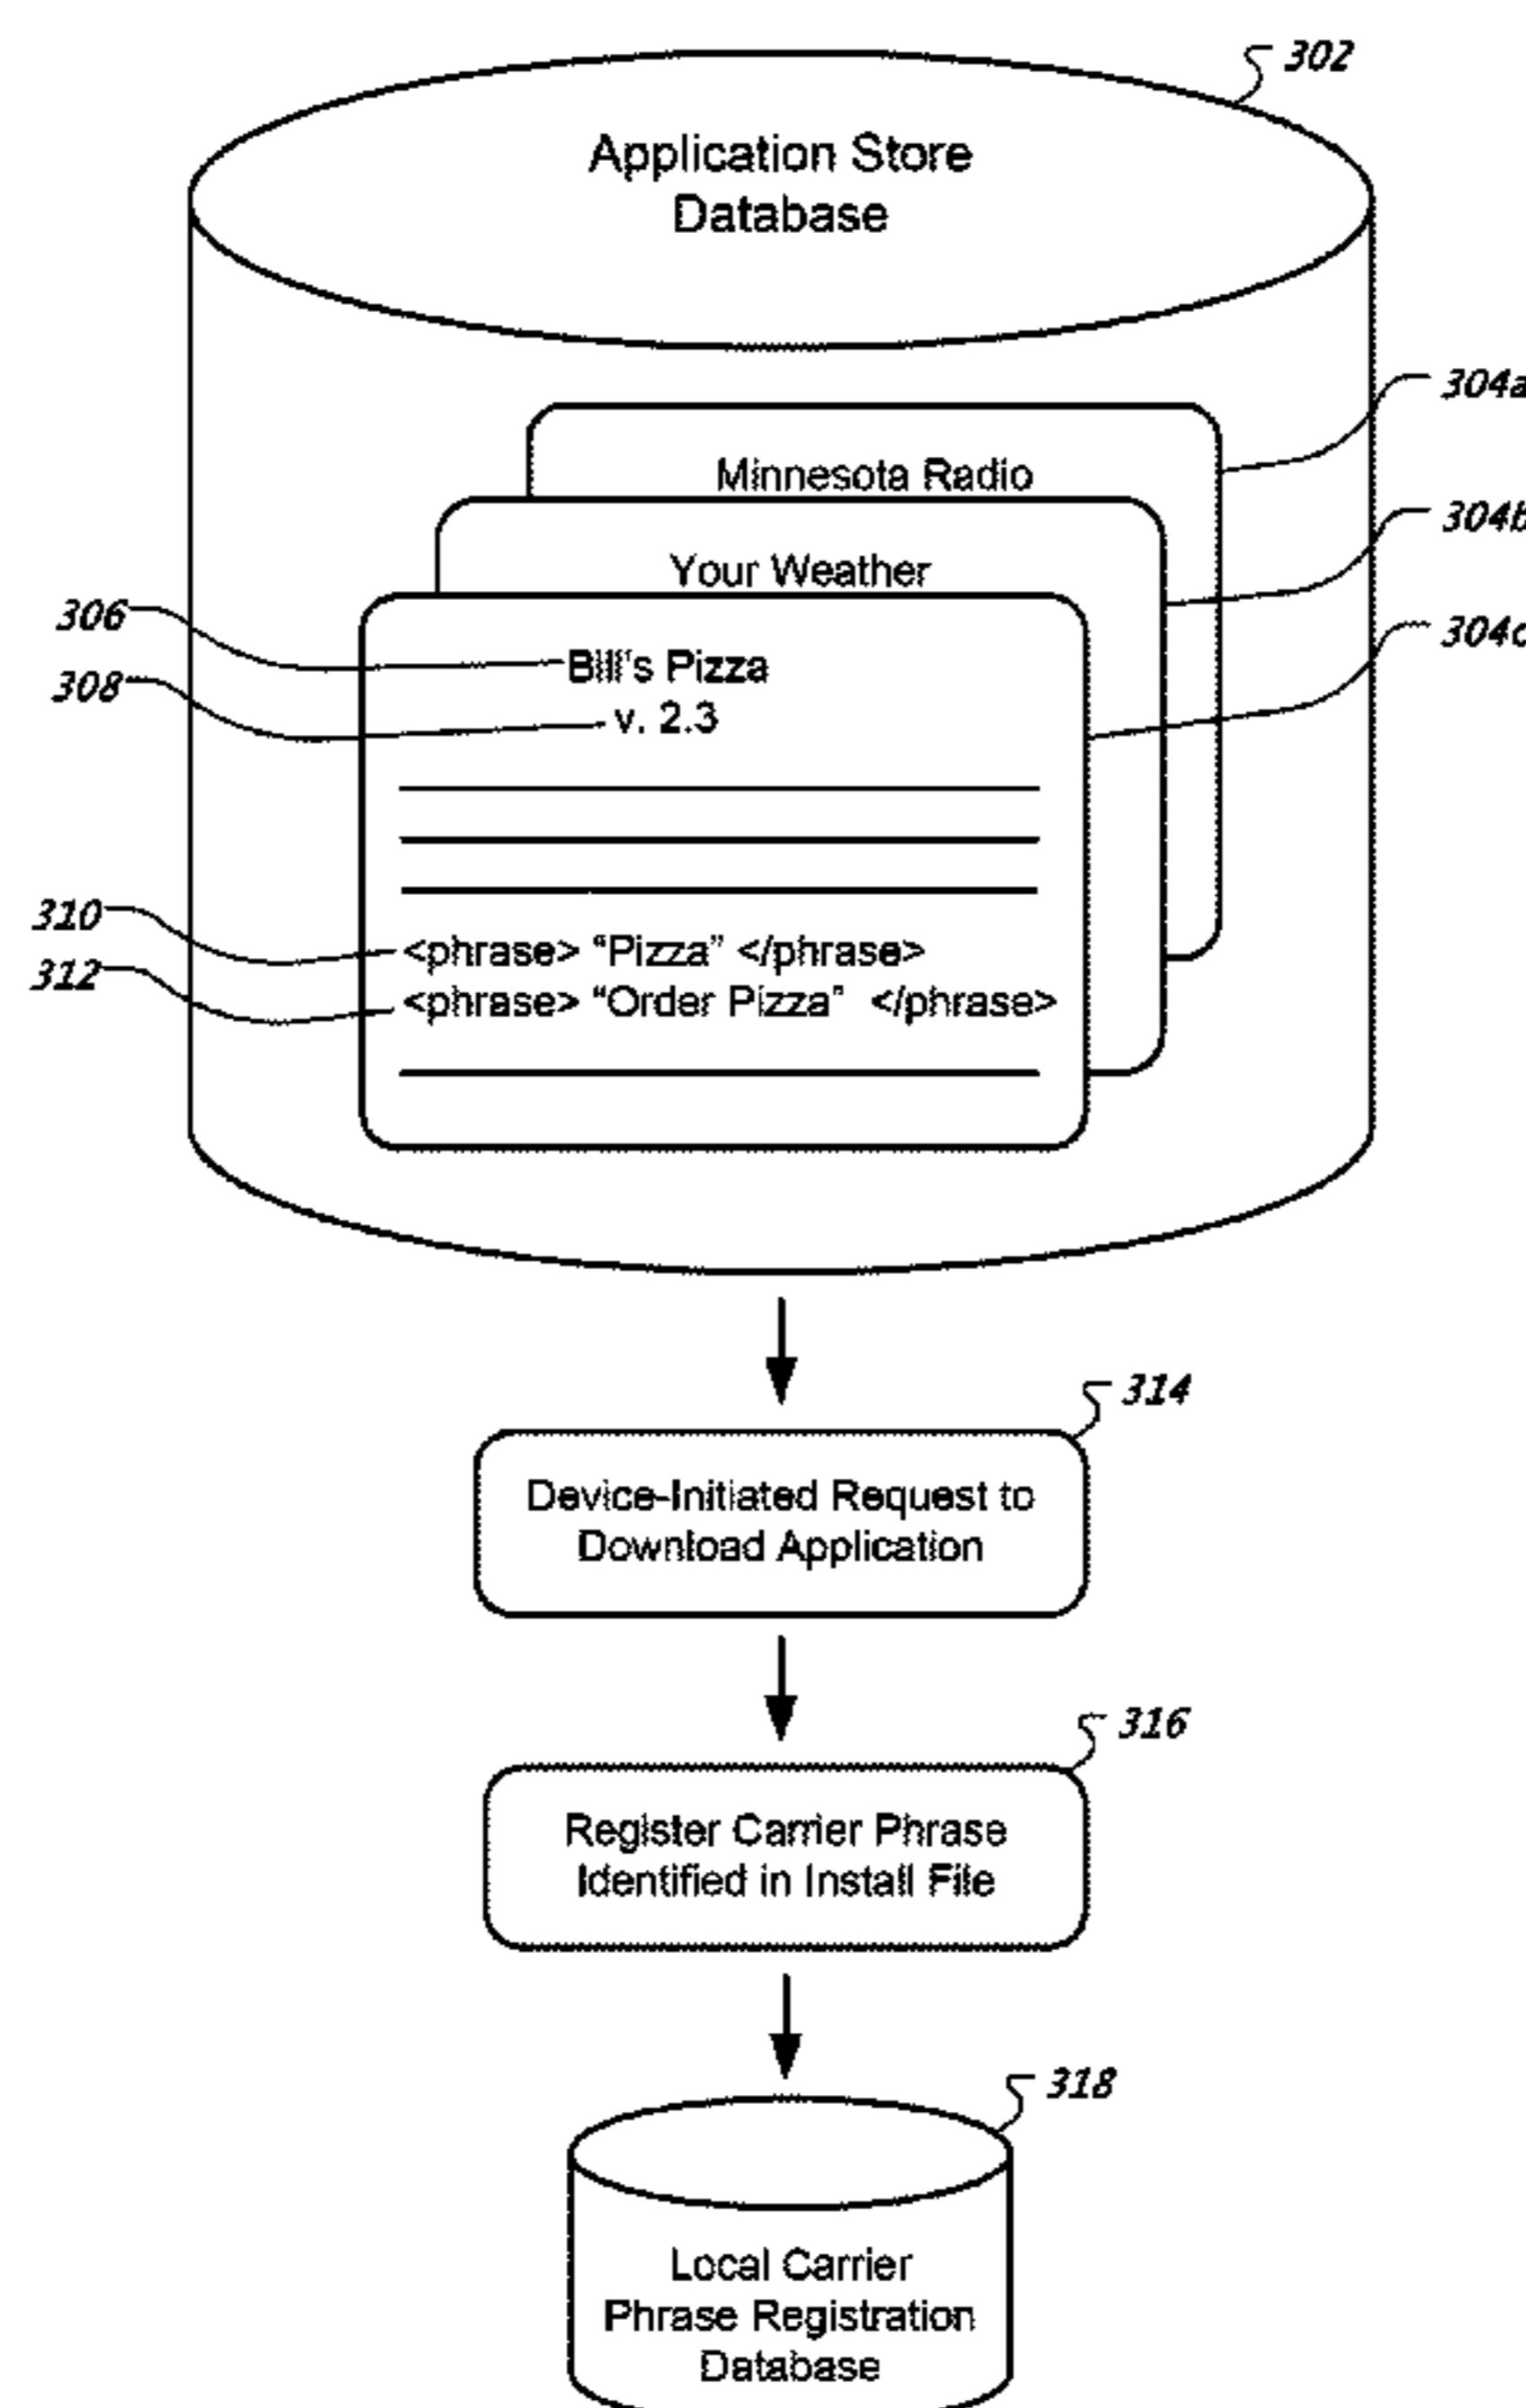 302
Application Store
Database
304a
Minnesota Radio
304b
Your Weather
304c
306
Bill's Pizza
308
v. 2.3
310
<phrase> “Pizza” </phrase>
312
<phrase> “Order Pizza” </phrase>
314
Device-Initiated Request to
Download Application
316
Register Carrier Phrase
Identified in Install File
318
Local Carrier
Phrase Registration
Database